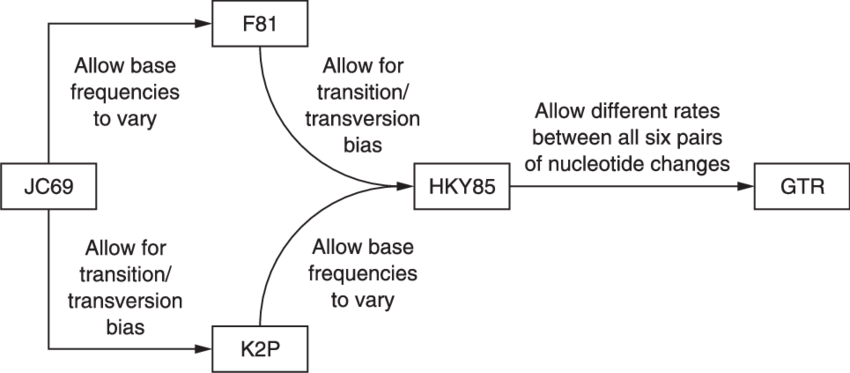 F81
Allow base
frequencies
to vary
Allow for
transition/
transversion
bias
Allow different rates
between all six pairs
of nucleotide changes
JC69
HKY85
GTR
Allow for
transition/
transversion
bias
Allow base
frequencies
to vary
K2P